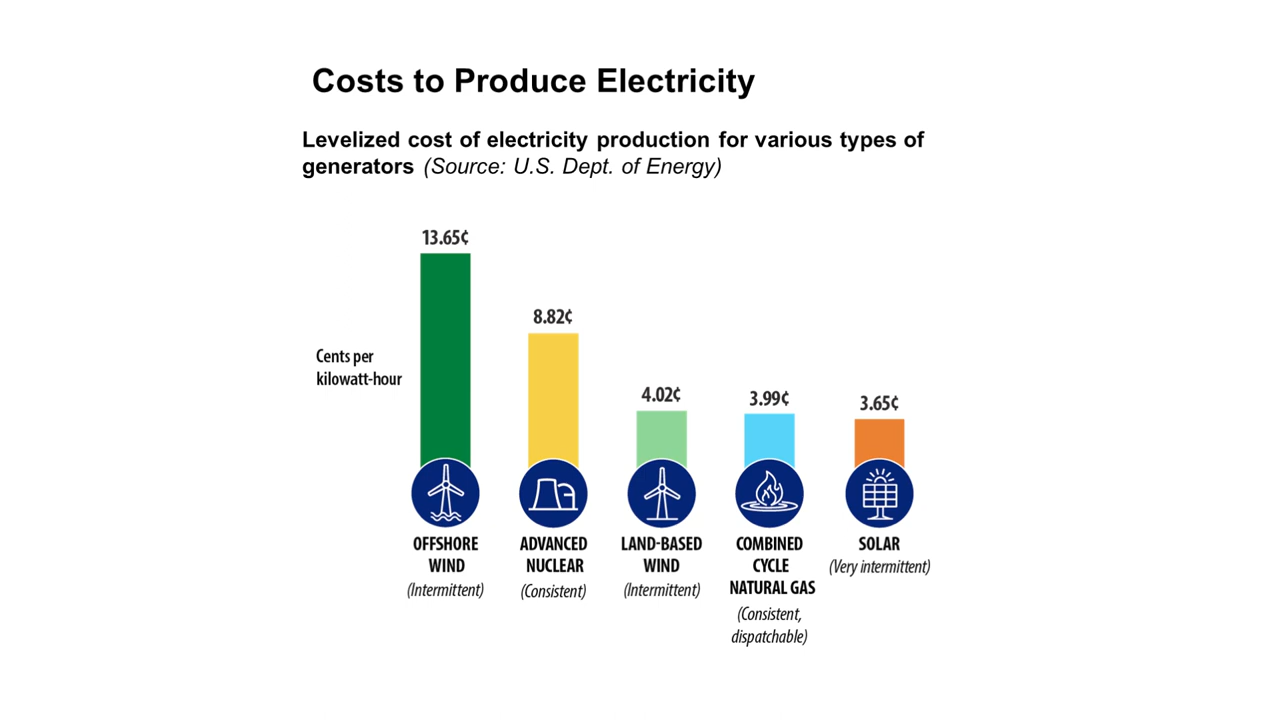 Costs to Produce Electricity
Levelized cost of electricity production for various types of
generators (Source: U.S. Dept. of Energy)
13.65¢
8.82¢
4.02¢
3.99¢
3.65¢
Cents per
kilowatt-hour
OFFSHORE
WIND
(Intermittent)
ADVANCED
NUCLEAR
(Consistent)
LAND-BASED
WIND
(Intermittent)
COMBINED
CYCLE
NATURAL GAS
(Consistent,
dispatchable)
SOLAR
(Very intermittent)